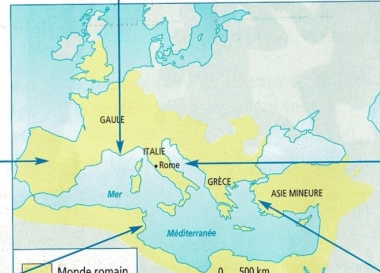 GAULE
ITALIE
Rome
GRÈCE
ASIE MINEURE
Mer
Méditerranée
Monde romain
0 500 km